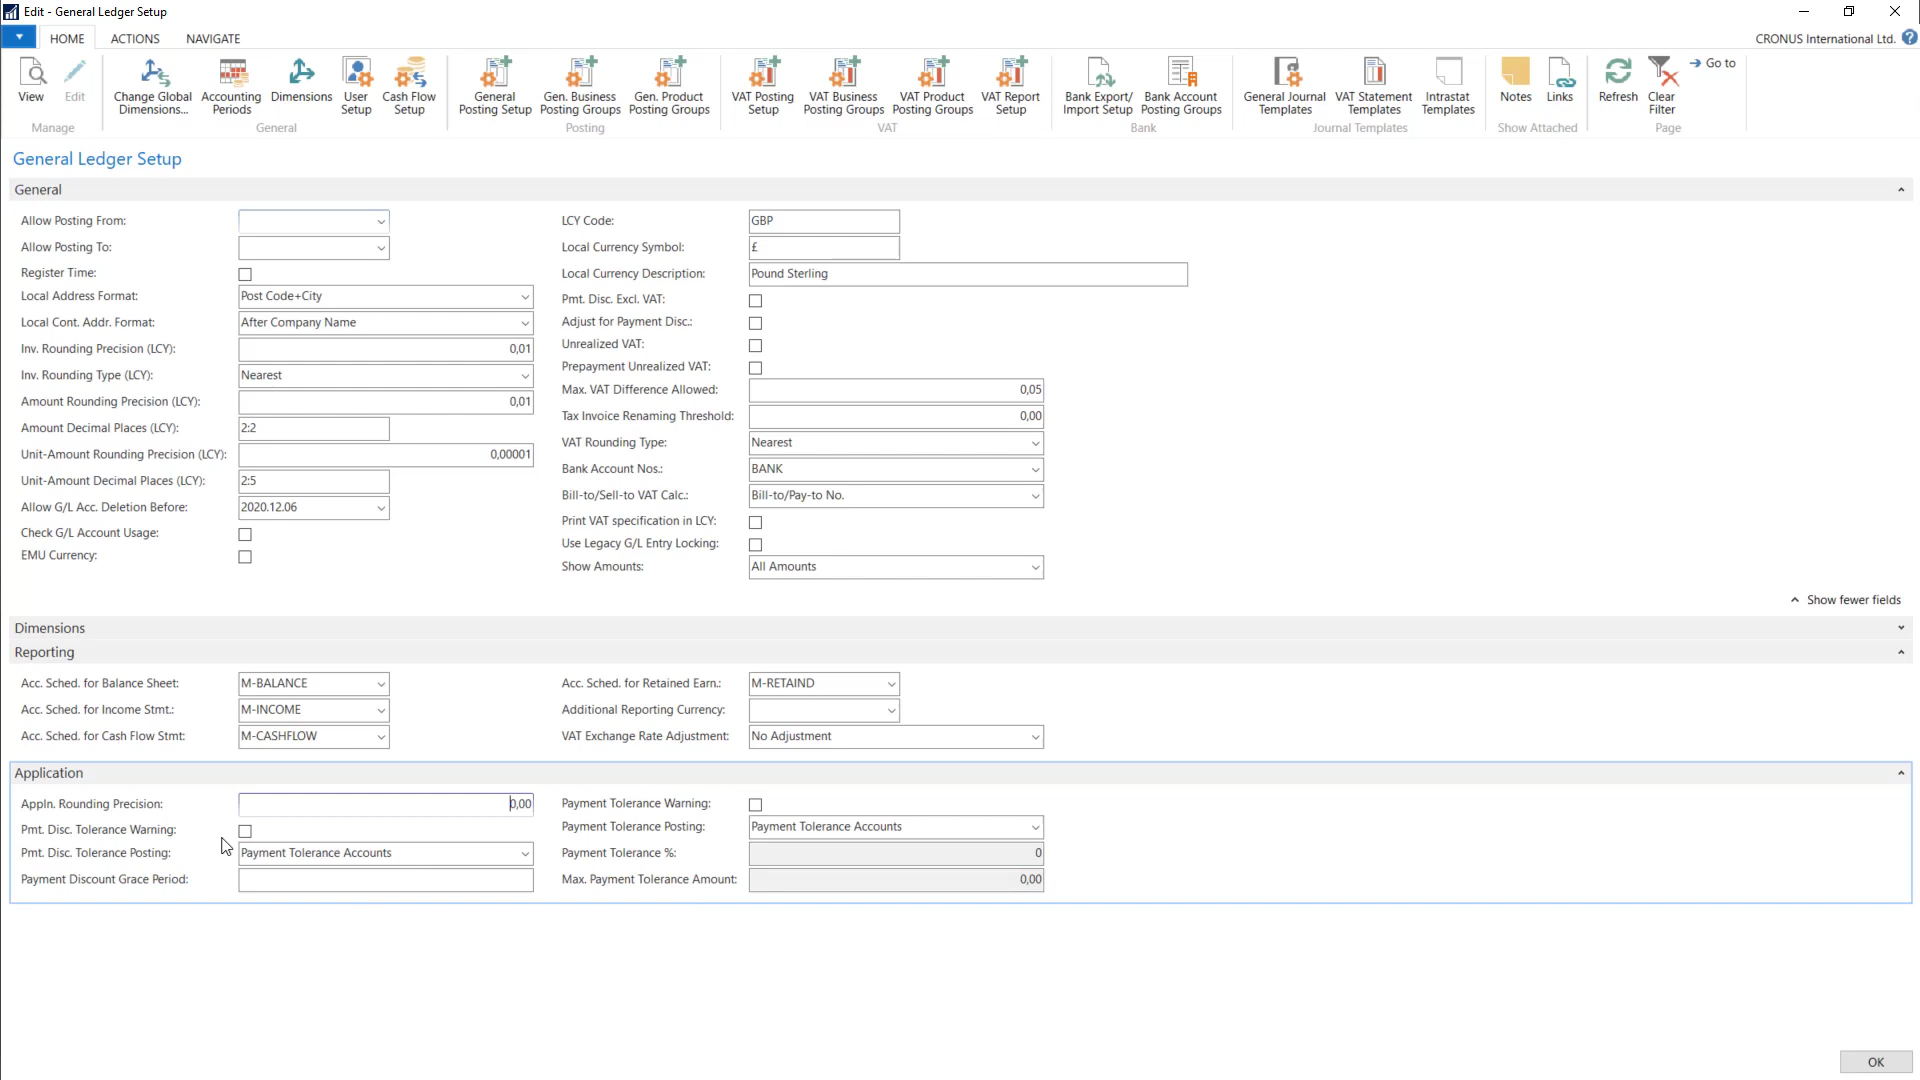 Edit - General Ledger Setup
HOME ACTIONS NAVIGATE CRONUS International Ltd. ?
View
Edit
Manage
Change Global Dimensions...
Accounting Periods
Dimensions
User Setup
Cash Flow Setup
General
General Posting Setup
Gen. Business Posting Groups
Gen. Product Posting Groups
Posting
VAT Posting Setup
VAT Business Posting Groups
VAT Product Posting Groups
VAT Report Setup
VAT
Bank Export/ Import Setup
Bank Account Posting Groups
Bank
General Journal Templates
VAT Statement Templates
Intrastat Templates
Journal Templates
Notes
Links
Show Attached
Refresh
Clear Filter
Go to
Page
General Ledger Setup
General
Allow Posting From:
Allow Posting To:
Register Time:
Local Address Format: Post Code+City
Local Cont. Addr. Format: After Company Name
Inv. Rounding Precision (LCY): 0,01
Inv. Rounding Type (LCY): Nearest
Amount Rounding Precision (LCY): 0,01
Amount Decimal Places (LCY): 2:2
Unit-Amount Rounding Precision (LCY): 0,00001
Unit-Amount Decimal Places (LCY): 2:5
Allow G/L Acc. Deletion Before: 2020.12.06
Check G/L Account Usage:
EMU Currency:
LCY Code: GBP
Local Currency Symbol: £
Local Currency Description: Pound Sterling
Pmt. Disc. Excl. VAT:
Adjust for Payment Disc.:
Unrealized VAT:
Prepayment Unrealized VAT:
Max. VAT Difference Allowed: 0,05
Tax Invoice Renaming Threshold: 0,00
VAT Rounding Type: Nearest
Bank Account Nos.: BANK
Bill-to/Sell-to VAT Calc.: Bill-to/Pay-to No.
Print VAT specification in LCY:
Use Legacy G/L Entry Locking:
Show Amounts: All Amounts
Show fewer fields
Dimensions
Reporting
Acc. Sched. for Balance Sheet: M-BALANCE
Acc. Sched. for Income Stmt.: M-INCOME
Acc. Sched. for Cash Flow Stmt: M-CASHFLOW
Acc. Sched. for Retained Earn.: M-RETAIND
Additional Reporting Currency:
VAT Exchange Rate Adjustment: No Adjustment
Application
Appln. Rounding Precision: 0,00
Pmt. Disc. Tolerance Warning:
Pmt. Disc. Tolerance Posting: Payment Tolerance Accounts
Payment Discount Grace Period:
Payment Tolerance Warning:
Payment Tolerance Posting: Payment Tolerance Accounts
Payment Tolerance %: 0
Max. Payment Tolerance Amount: 0,00
OK